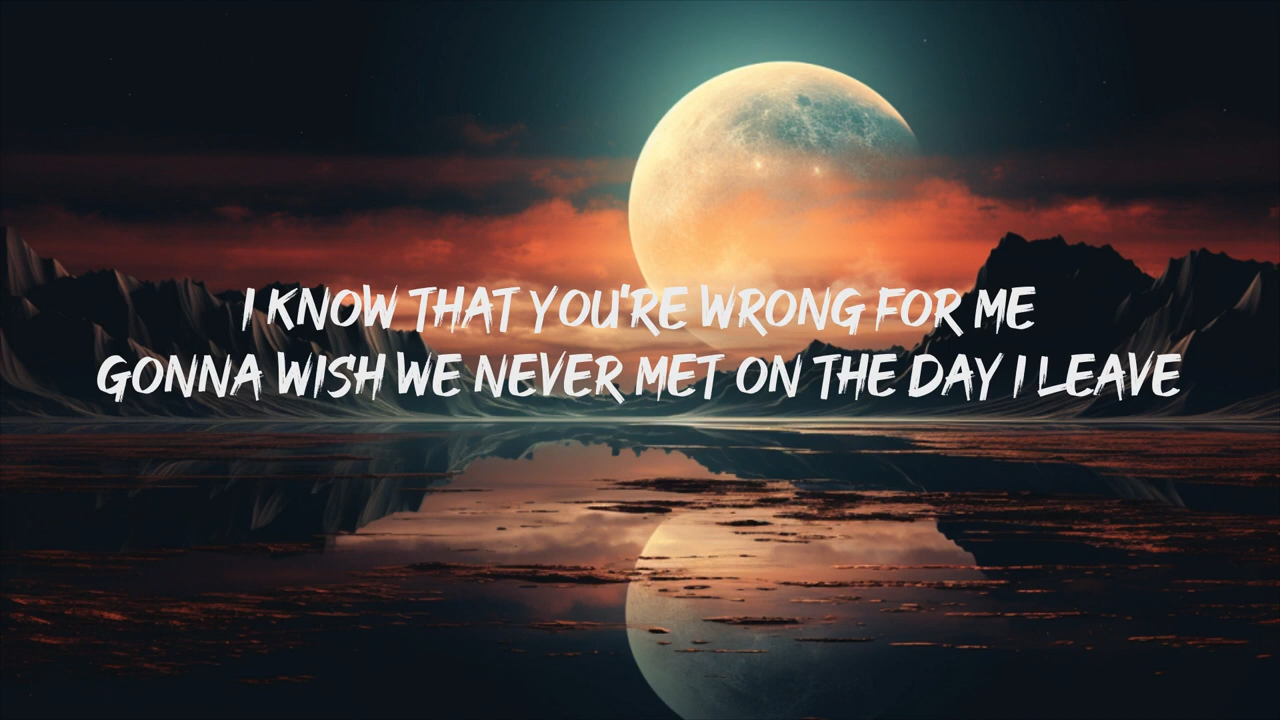 I KNOW THAT YOU'RE WRONG FOR ME
GONNA WISH WE NEVER MET ON THE DAY I LEAVE